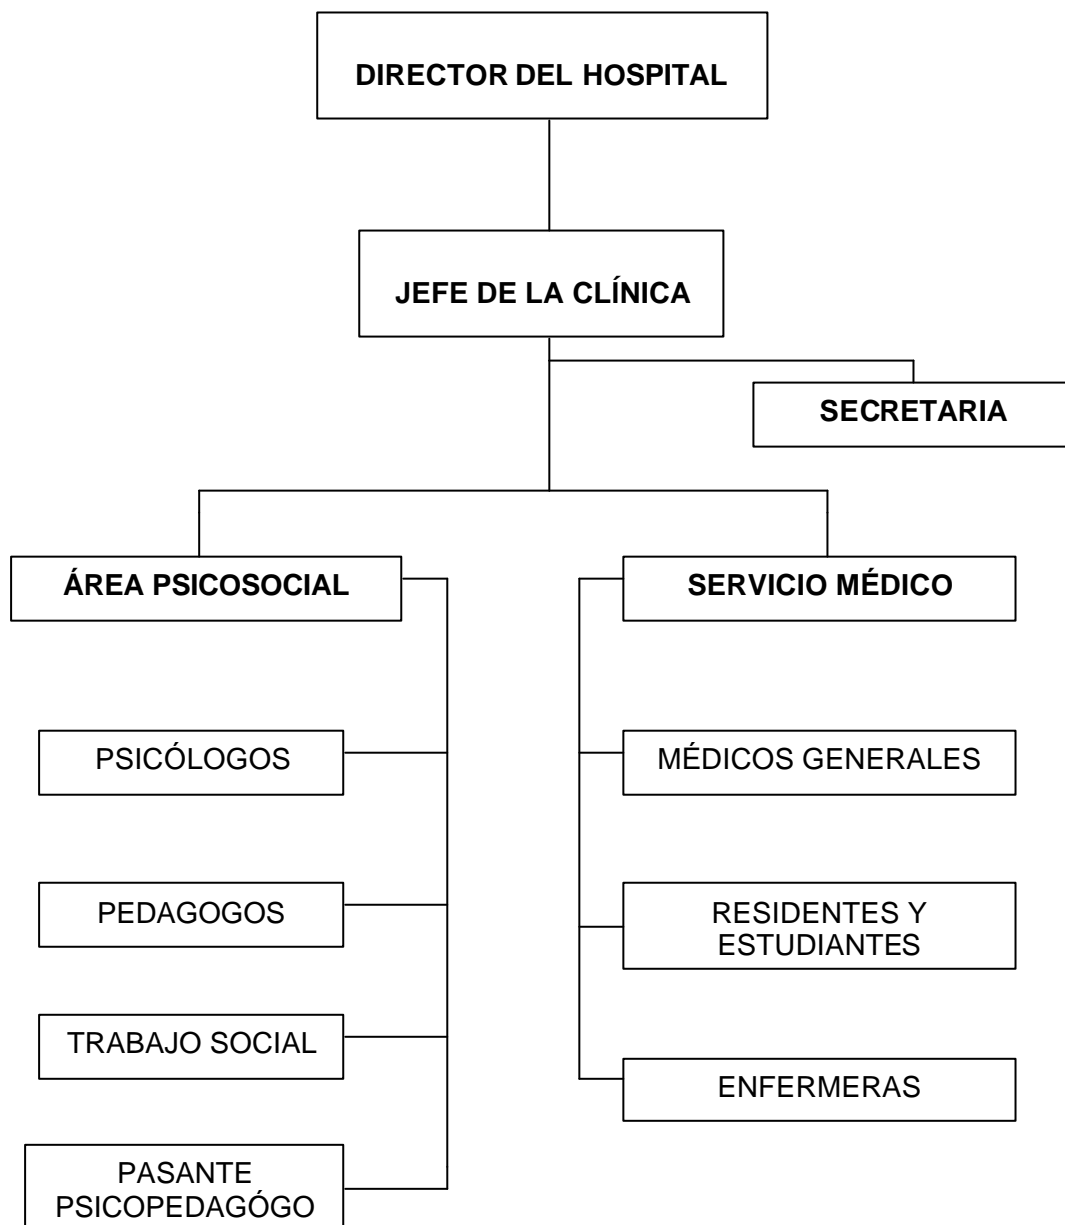 DIRECTOR DEL HOSPITAL
JEFE DE LA CLÍNICA
SECRETARIA
ÁREA PSICOSOCIAL
SERVICIO MÉDICO
PSICÓLOGOS
MÉDICOS GENERALES
PEDAGOGOS
RESIDENTES Y
ESTUDIANTES
TRABAJO SOCIAL
ENFERMERAS
PASANTE
PSICOPEDAGÓGO